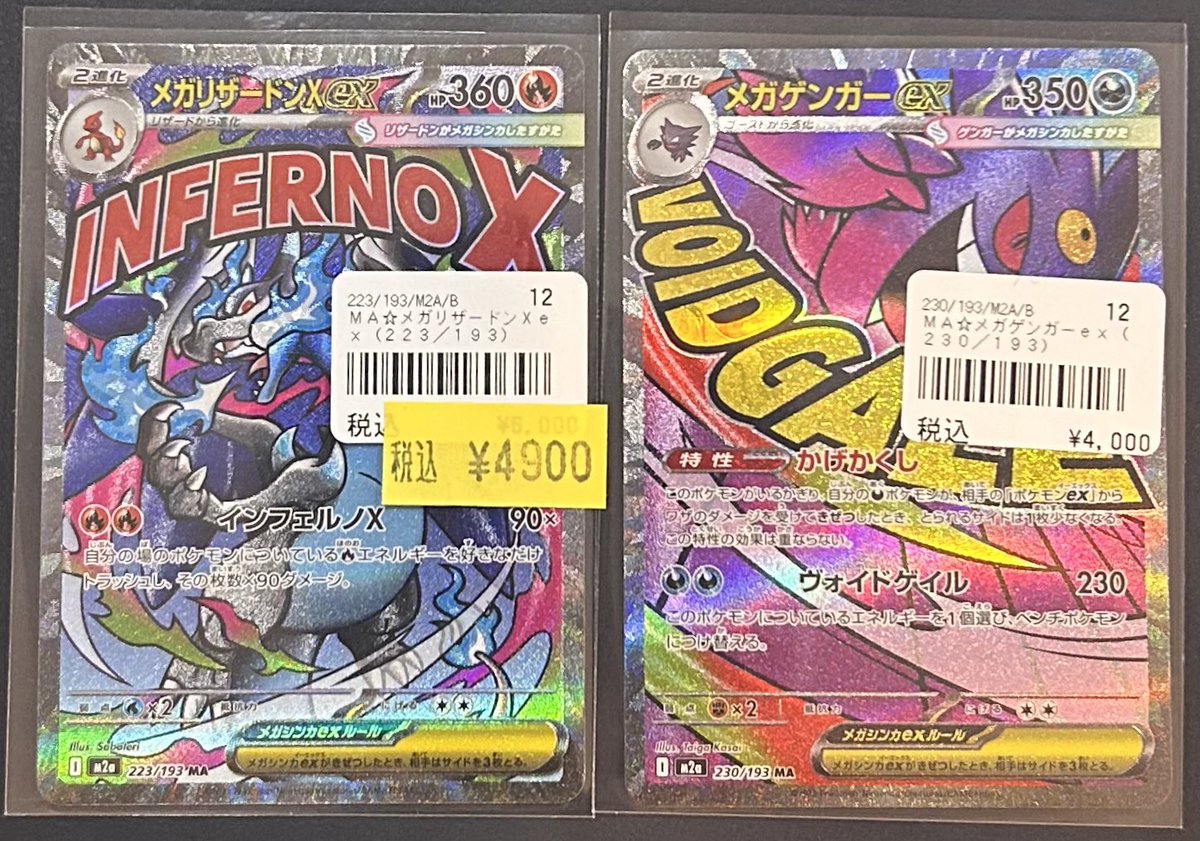 2進化
メガリザードンXex
HP360
リザードから進化
リザードンがメガシンカしたすがた
INFERNO X
223/193/M2A/B
12
MA☆メガリザードンXe
x(223/193)
税込
¥6,000
税込 ¥4900
インフェルノX 90×
自分の場のポケモンについているエネルギーを好きなだけ
トラッシュし、その枚数×90ダメージ。
弱点 ×2 抵抗力 にげる
Illus. Saboteri
メガシンカexルール
メガシンカexがきぜつしたとき、相手はサイドを3枚とる。
I m2a 223/193 MA
2進化
メガゲンガーex
HP350
ゴーストから進化
ゲンガーがメガシンカしたすがた
VOID GA
230/193/M2A/B
12
MA☆メガゲンガーex(
230/193)
税込
¥4,000
特性 かげかくし
このポケモンがいるかぎり、自分のポケモンが、相手の「ポケモンex」から
ワザのダメージを受けてきぜつしたとき、とられるサイドは1枚少なくなる。
この特性の効果は重ならない。
ヴォイドゲイル 230
このポケモンについているエネルギーを1個選び、ベンチポケモン
につけ替える。
弱点 ×2 抵抗力 にげる
Illus. Taiga Kasai
メガシンカexルール
メガシンカexがきぜつしたとき、相手はサイドを3枚とる。
I m2a 230/193 MA